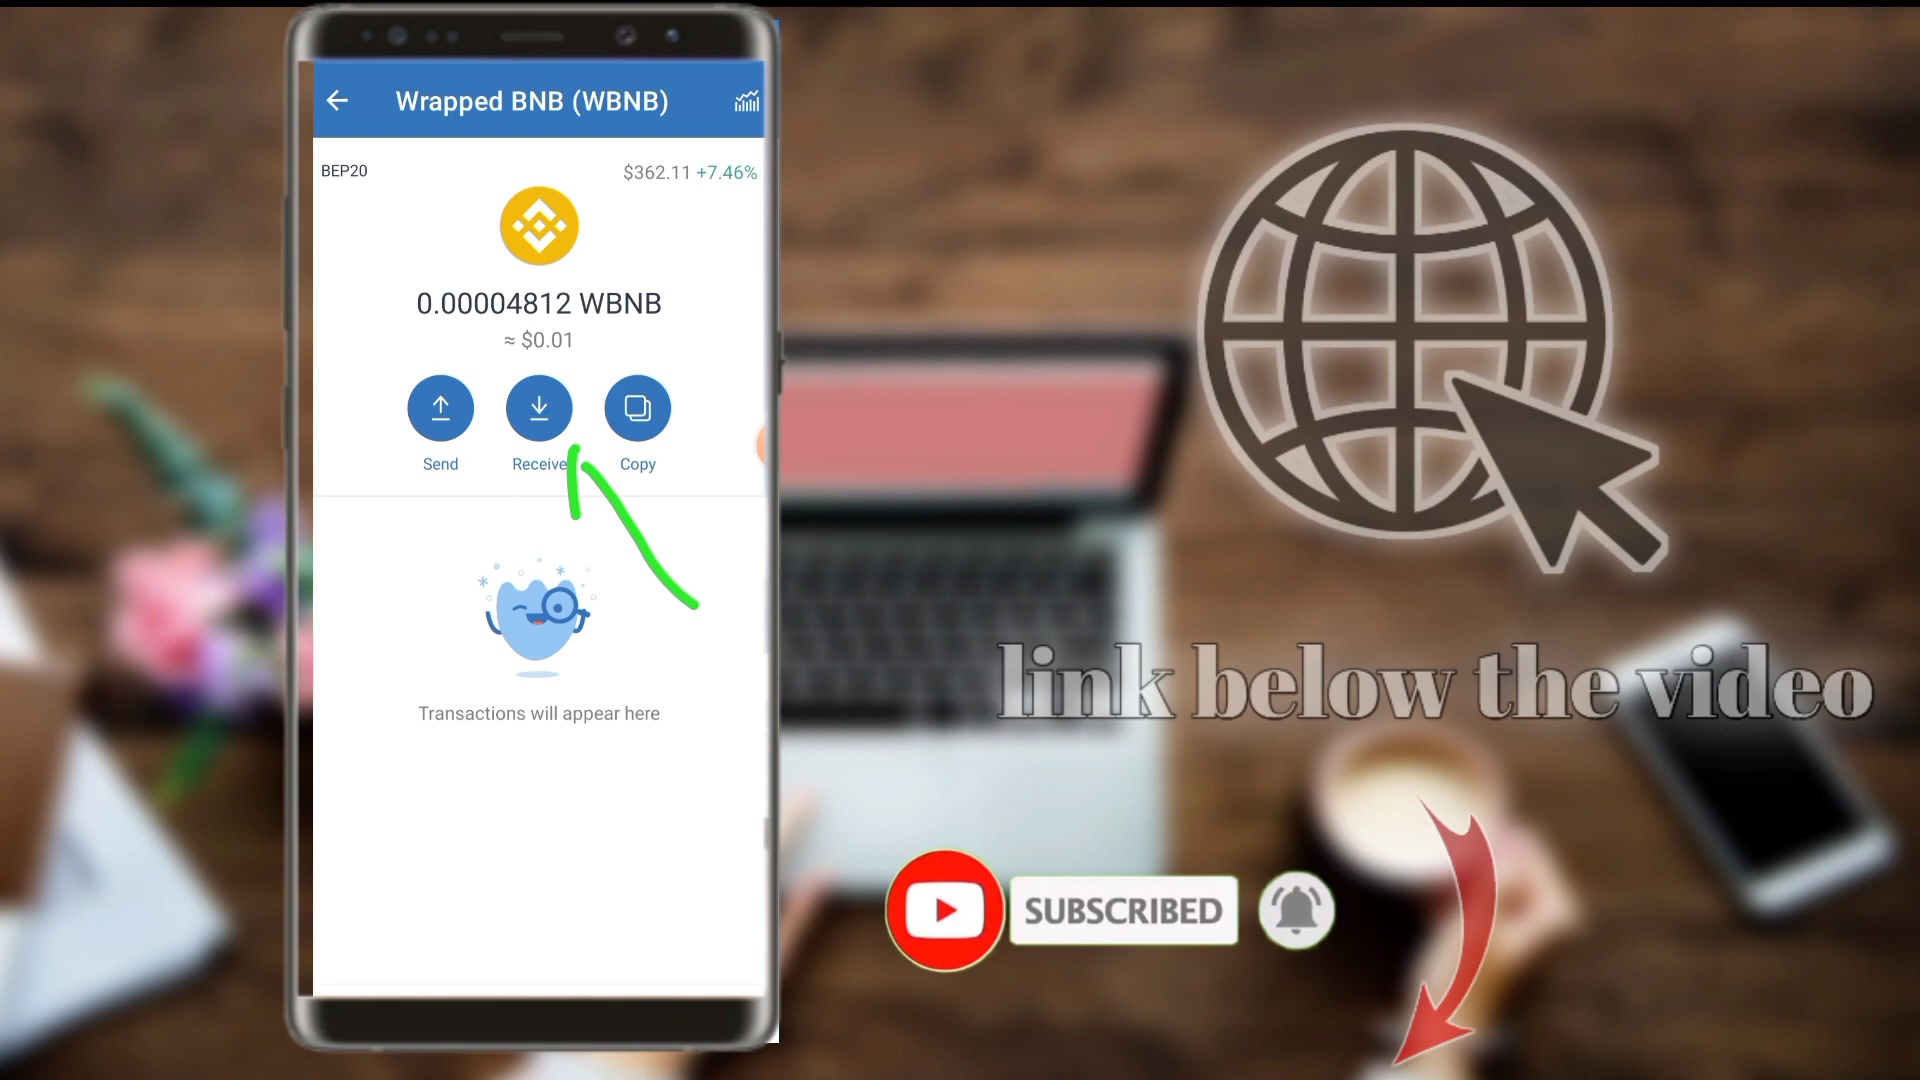 Wrapped BNB (WBNB)
BEP20
$362.11 +7.46%
0.00004812 WBNB
≈ $0.01
Send
Receive
Copy
Transactions will appear here
link below the video
SUBSCRIBED